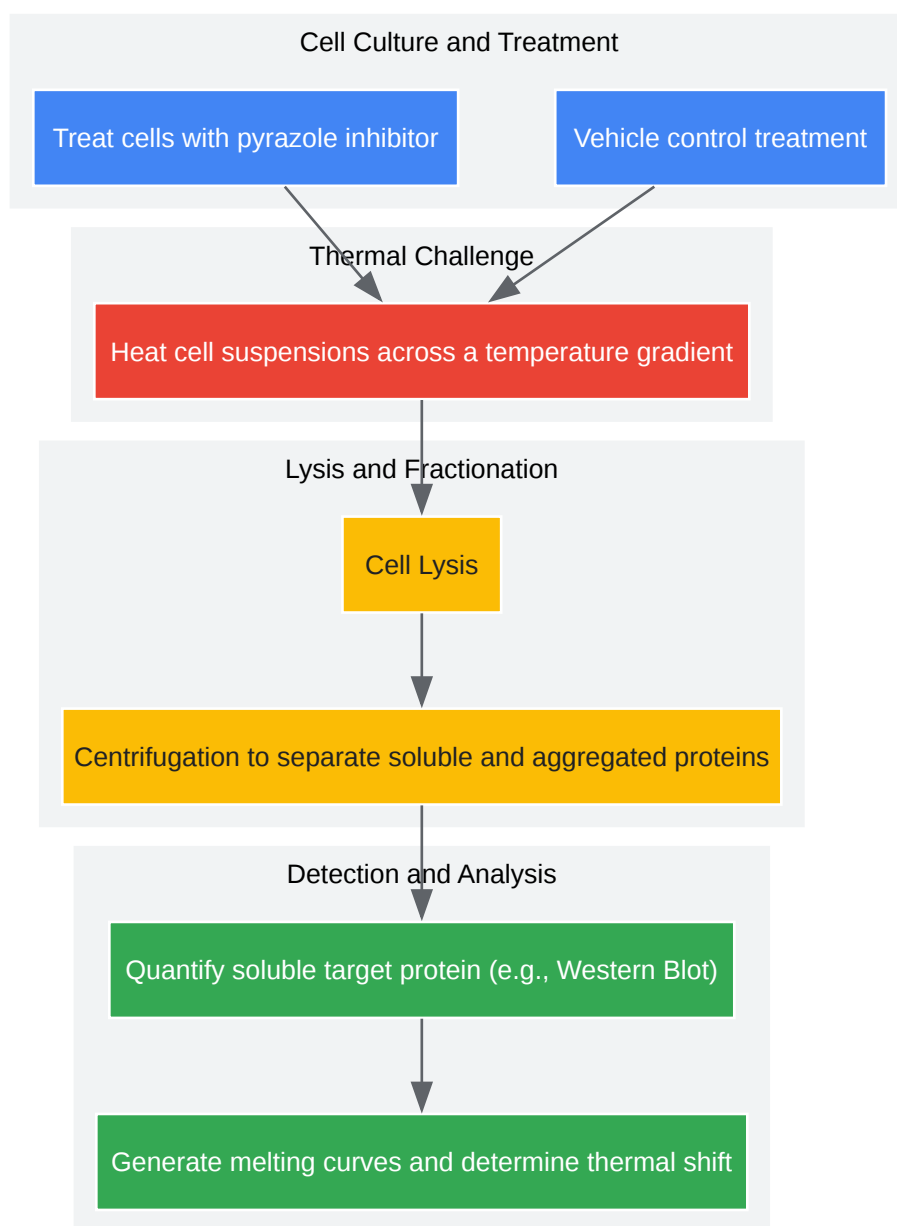 Cell Culture and Treatment
Treat cells with pyrazole inhibitor
Vehicle control treatment
Thermal Challenge
Heat cell suspensions across a temperature gradient
Lysis and Fractionation
Cell Lysis
Centrifugation to separate soluble and aggregated proteins
Detection and Analysis
Quantify soluble target protein (e.g., Western Blot)
Generate melting curves and determine thermal shift